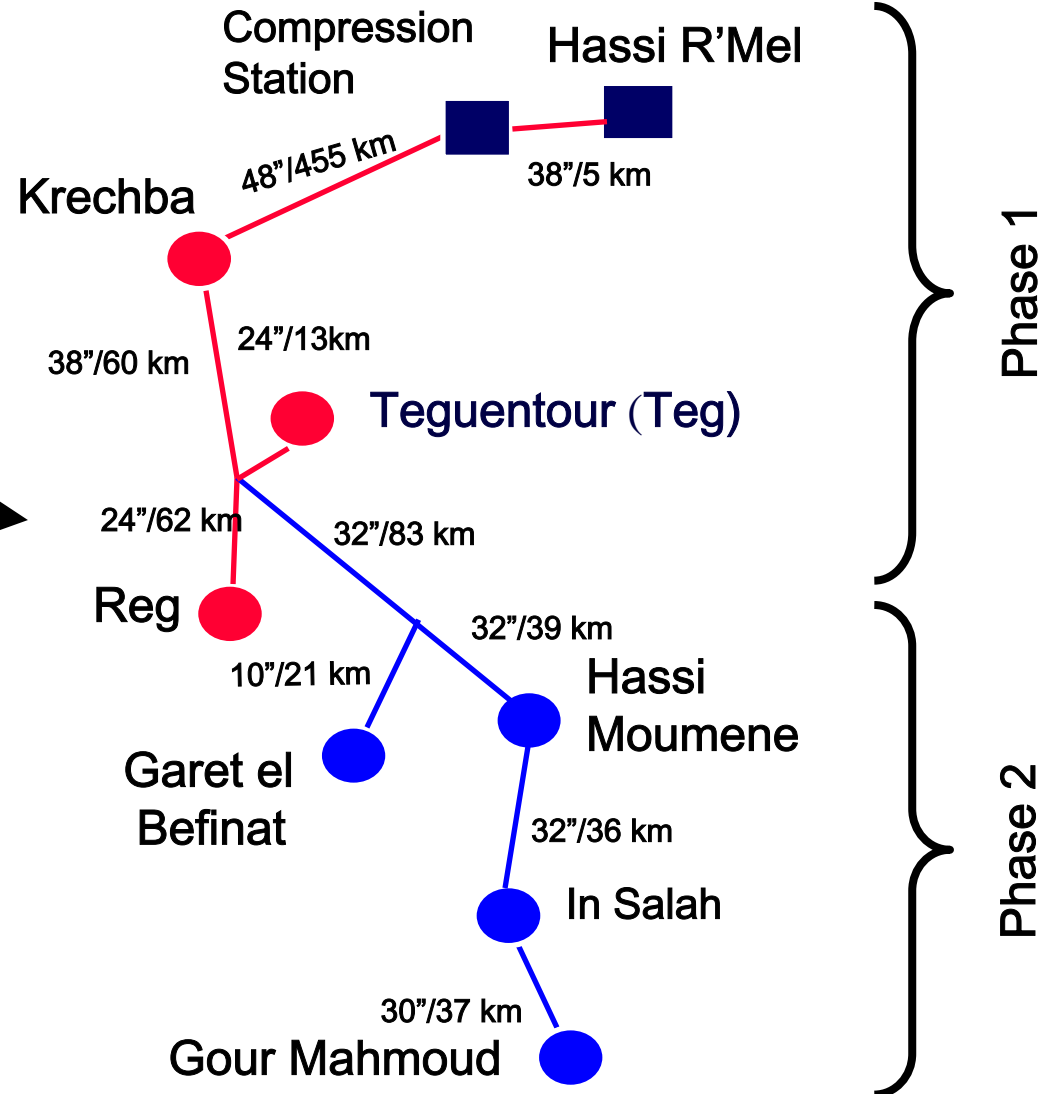 Compression
Station
Hassi R’Mel
48”/455 km
38”/5 km
Krechba
24”/13km
38”/60 km
Teguentour (Teg)
Phase 1
24”/62 km
32”/83 km
Reg
32”/39 km
10”/21 km
Hassi
Moumene
Garet el
Befinat
32”/36 km
Phase 2
In Salah
30”/37 km
Gour Mahmoud